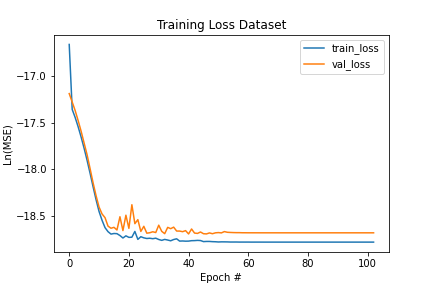 Training Loss Dataset
train_loss
val_loss
Ln(MSE)
−17.0
−17.5
−18.0
−18.5
0
20
40
60
80
100
Epoch #